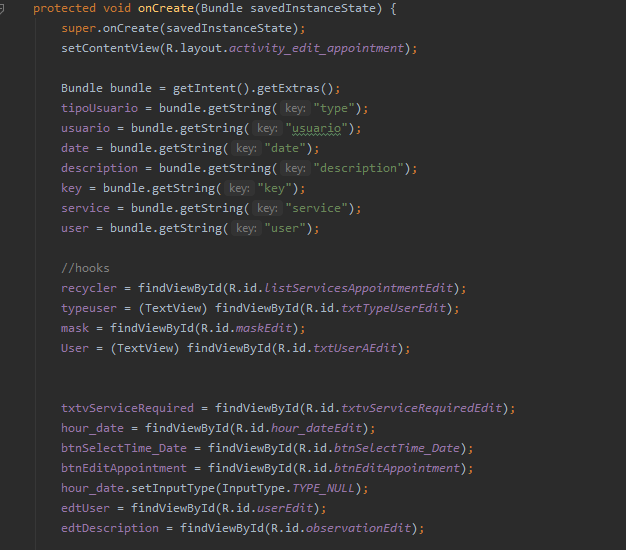 protected void onCreate(Bundle savedInstanceState) {
super.onCreate(savedInstanceState);
setContentView(R.layout.activity_edit_appointment);
Bundle bundle = getIntent().getExtras();
tipoUsuario = bundle.getString( key: "type");
usuario = bundle.getString( key: "usuario");
date = bundle.getString( key: "date");
description = bundle.getString( key: "description");
key = bundle.getString( key: "key");
service = bundle.getString( key: "service");
user = bundle.getString( key: "user");
//hooks
recycler = findViewById(R.id.listServicesAppointmentEdit);
typeuser = (TextView) findViewById(R.id.txtTypeUserEdit);
mask = findViewById(R.id.maskEdit);
User = (TextView) findViewById(R.id.txtUserAEdit);
txtvServiceRequired = findViewById(R.id.txtvServiceRequiredEdit);
hour_date = findViewById(R.id.hour_dateEdit);
btnSelectTime_Date = findViewById(R.id.btnSelectTime_Date);
btnEditAppointment = findViewById(R.id.btnEditAppointment);
hour_date.setInputType(InputType.TYPE_NULL);
edtUser = findViewById(R.id.userEdit);
edtDescription = findViewById(R.id.observationEdit);